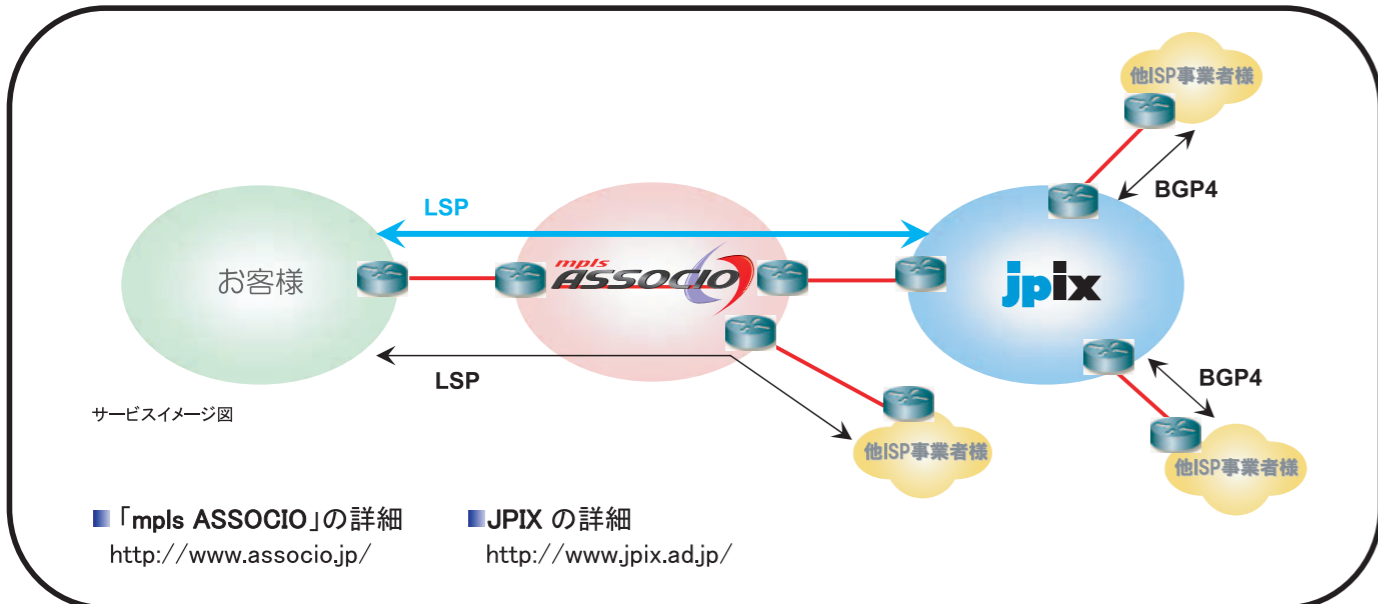 他ISP事業者様
BGP4
LSP
お客様
mpls
ASSOCIO
jpix
LSP
BGP4
サービスイメージ図
他ISP事業者様
他ISP事業者様
「mpls ASSOCIO」の詳細
http://www.associo.jp/
JPIX の詳細
http://www.jpix.ad.jp/